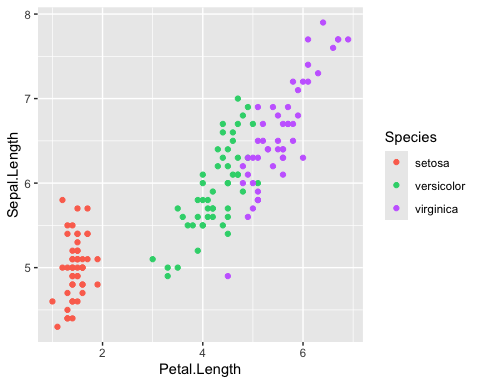 8
7
6
5
Sepal.Length
2
4
6
Petal.Length
Species
setosa
versicolor
virginica